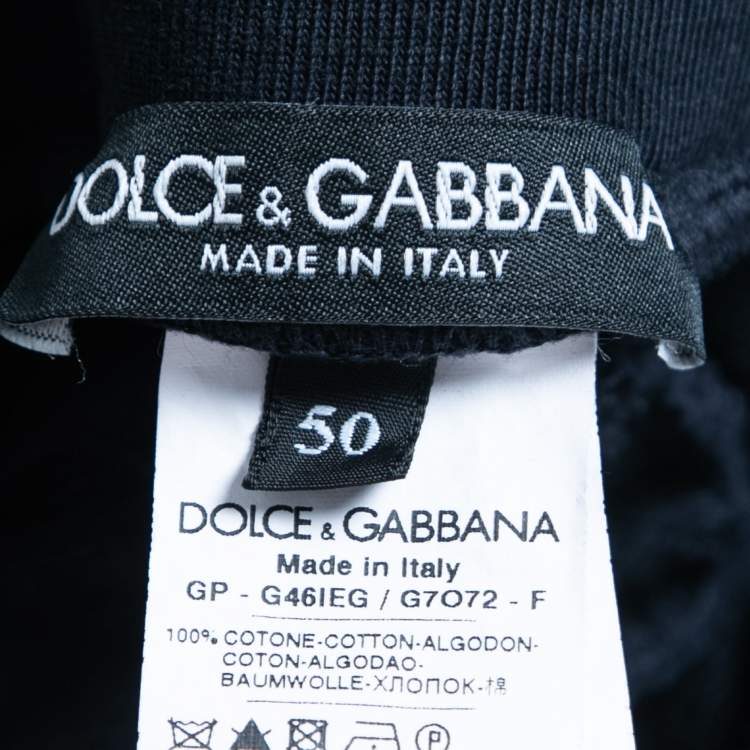 DOLCE & GABBANA
MADE IN ITALY
50
DOLCE & GABBANA
Made in Italy
GP - G46IEG / G7O72 - F
100% COTONE-COTTON-ALGODON-
COTON-ALGODAO-
BAUMWOLLE-ХЛОПОК-棉
P